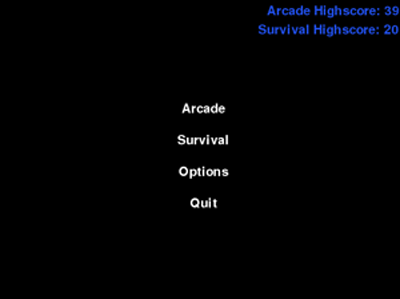 Arcade Highscore: 39
Survival Highscore: 20
Arcade
Survival
Options
Quit